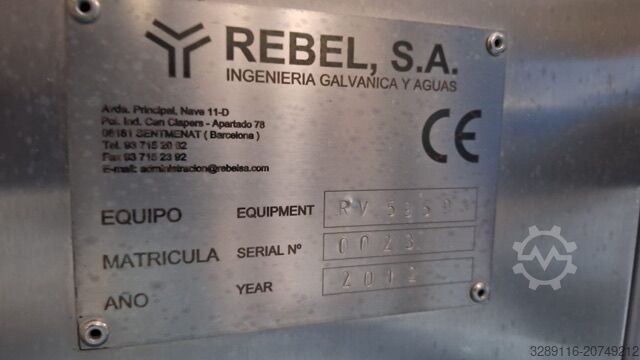 REBEL, S.A.
INGENIERIA GALVANICA Y AGUAS
Avda. Principal, Nave 11-D
Pol. Ind. Can Clapers - Apartado 78
08181 SENTMENAT (Barcelona)
Tel. 93 715 20 82
Fax 93 715 23 92
E-mail: administracion@rebelsa.com
CE
EQUIPO EQUIPMENT RV
MATRICULA SERIAL Nº 0023
AÑO YEAR 2012
3289116-20749212